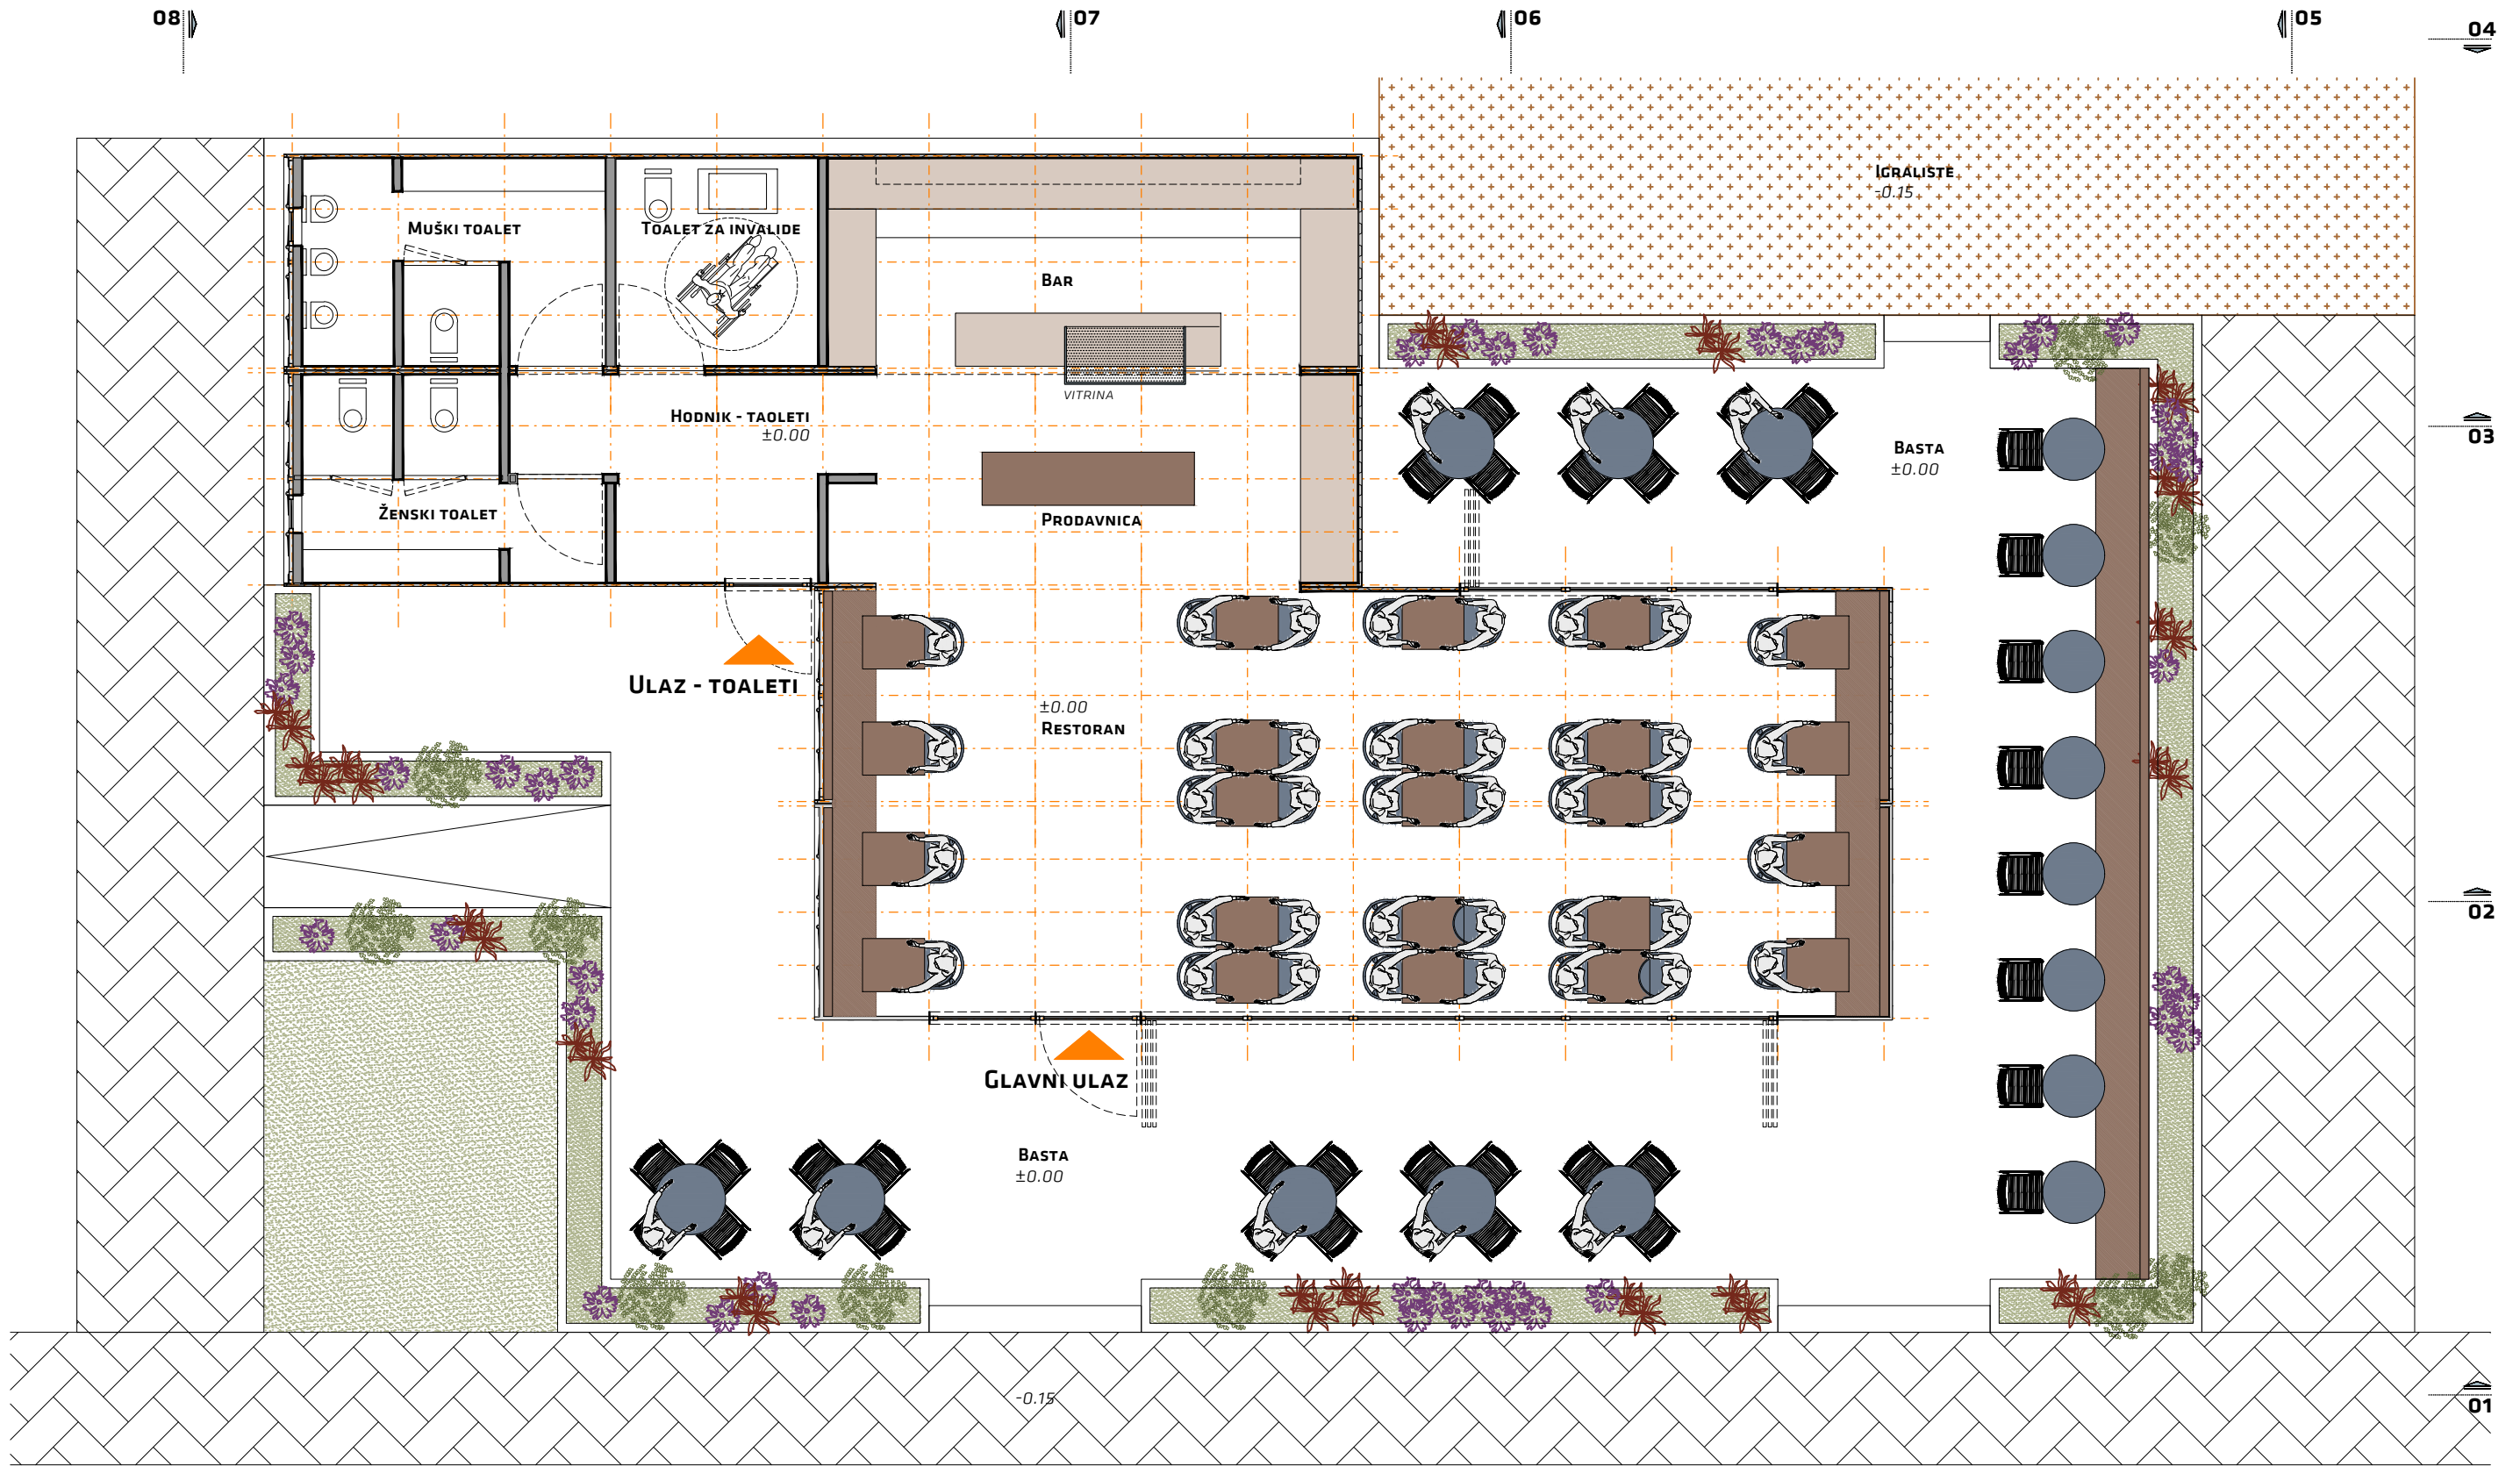 08
07
06
05
04
Igraliste
-0.15
Muški toalet
Toalet za invalide
Bar
VITRINA
Hodnik - taoleti
±0.00
Basta
±0.00
03
Ženski toalet
Prodavnica
Ulaz - toaleti
±0.00
Restoran
02
Glavni ulaz
Basta
±0.00
-0.15
01